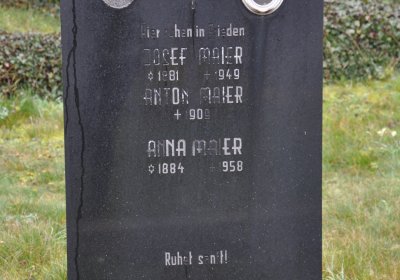 Hier ruhen in Frieden
JOSEF MAIER
✡ 1881 + 1949
ANTON MAIER
+ 1909
ANNA MAIER
✡ 1884 + 1958
Ruhet sanft!